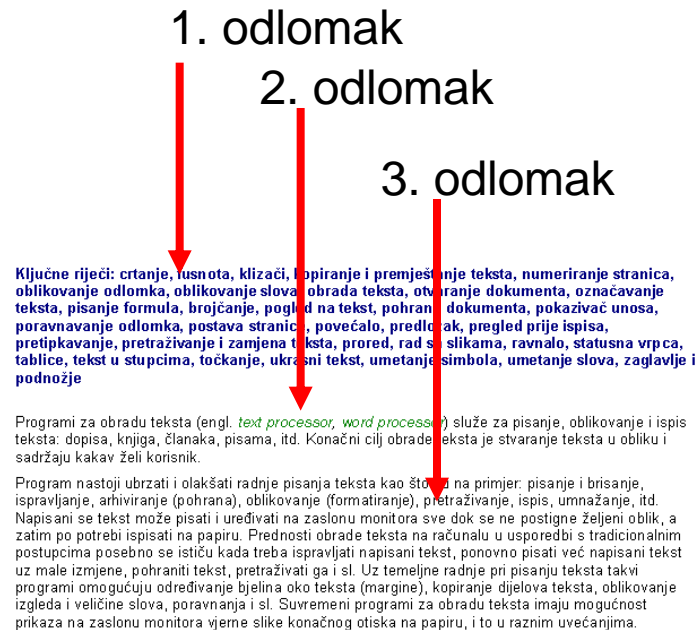 1. odlomak
2. odlomak
3. odlomak
Ključne riječi: crtanje, fusnota, klizači, kopiranje i premještanje teksta, numeriranje stranica,
oblikovanje odlomka, oblikovanje slova, obrada teksta, otvaranje dokumenta, označavanje
teksta, pisanje formula, brojčanje, pogled na tekst, pohrana dokumenta, pokazivač unosa,
poravnavanje odlomka, postava stranice, povećalo, predložak, pregled prije ispisa,
pretipkavanje, pretraživanje i zamjena teksta, prored, rad sa slikama, ravnalo, statusna vrpca,
tablice, tekst u stupcima, točkanje, ukrasni tekst, umetanje simbola, umetanje slova, zaglavlje i
podnožje
Programi za obradu teksta (engl. text processor, word processor) služe za pisanje, oblikovanje i ispis
teksta: dopisa, knjiga, članaka, pisama, itd. Konačni cilj obrade teksta je stvaranje teksta u obliku i
sadržaju kakav želi korisnik.
Program nastoji ubrzati i olakšati radnje pisanja teksta kao što su na primjer: pisanje i brisanje,
ispravljanje, arhiviranje (pohrana), oblikovanje (formatiranje), pretraživanje, ispis, umnažanje, itd.
Napisani se tekst može pisati i uređivati na zaslonu monitora sve dok se ne postigne željeni oblik, a
zatim po potrebi ispisati na papiru. Prednosti obrade teksta na računalu u usporedbi s tradicionalnim
postupcima posebno se ističu kada treba ispravljati napisani tekst, ponovno pisati već napisani tekst
uz male izmjene, pohraniti tekst, pretraživati ga i sl. Uz temeljne radnje pri pisanju teksta takvi
programi omogućuju određivanje bjelina oko teksta (margine), kopiranje dijelova teksta, oblikovanje
izgleda i veličine slova, poravnanja i sl. Suvremeni programi za obradu teksta imaju mogućnost
prikaza na zaslonu monitora vjerne slike konačnog otiska na papiru, i to u raznim uvećanjima.